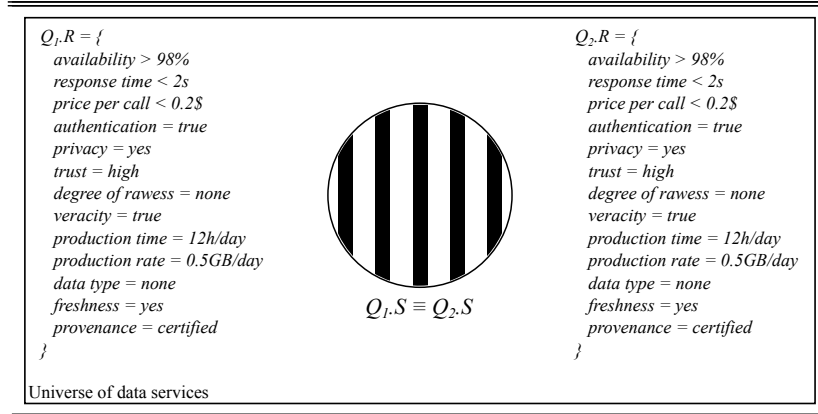 Q1.R = {
availability > 98%
response time < 2s
price per call < 0.2$
authentication = true
privacy = yes
trust = high
degree of rawess = none
veracity = true
production time = 12h/day
production rate = 0.5GB/day
data type = none
freshness = yes
provenance = certified
}
Q1.S ≡ Q2.S
Q2.R = {
availability > 98%
response time < 2s
price per call < 0.2$
authentication = true
privacy = yes
trust = high
degree of rawess = none
veracity = true
production time = 12h/day
production rate = 0.5GB/day
data type = none
freshness = yes
provenance = certified
}
Universe of data services